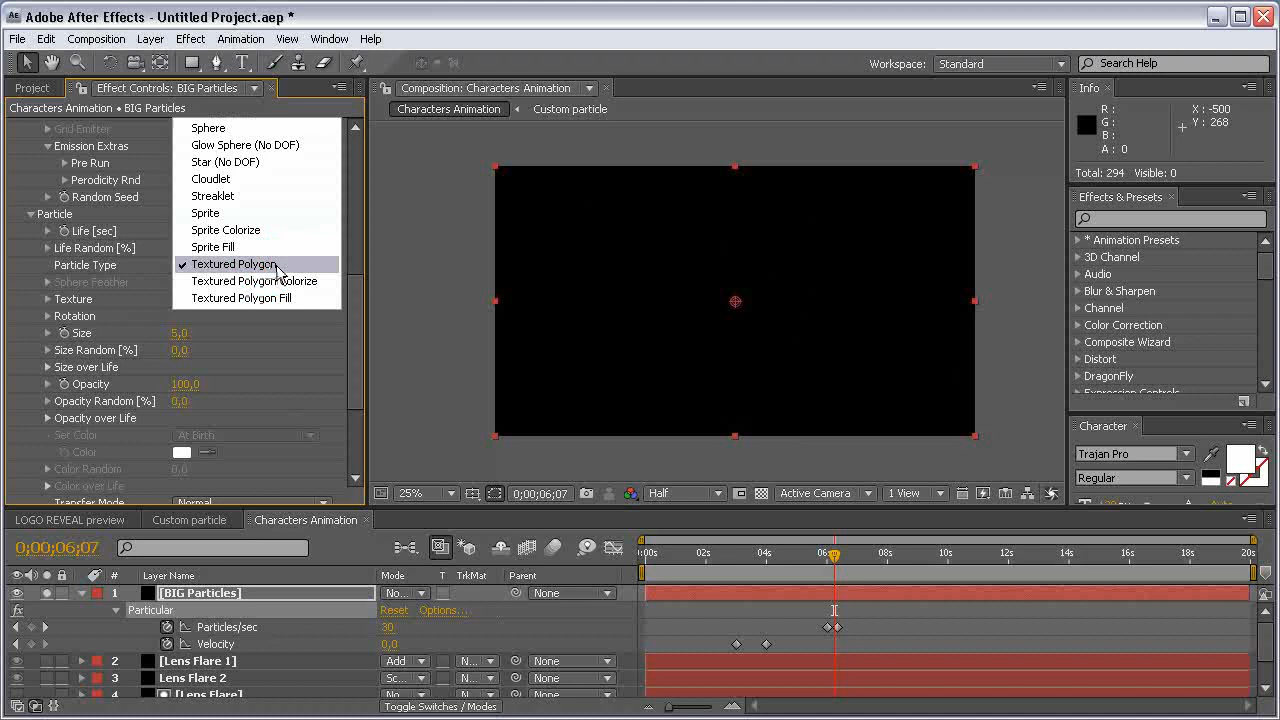 Adobe After Effects - Untitled Project.aep *
File Edit Composition Layer Effect Animation View Window Help
Workspace: Standard Search Help
Project Effect Controls: BIG Particles
Characters Animation • BIG Particles
Grid Emitter
Emission Extras
Pre Run
Perodicity Rnd
Random Seed
Particle
Life [sec]
Life Random [%]
Particle Type
Sphere Feather
Texture
Rotation
Size 5,0
Size Random [%] 0,0
Size over Life
Opacity 100,0
Opacity Random [%] 0,0
Opacity over Life
Set Color At Birth
Color
Color Random 0,0
Color over Life
Transfer Mode Normal
Sphere
Glow Sphere (No DOF)
Star (No DOF)
Cloudlet
Streaklet
Sprite
Sprite Colorize
Sprite Fill
Textured Polygon
Textured Polygon Colorize
Textured Polygon Fill
Composition: Characters Animation
Characters Animation Custom particle
25% 0;00;06;07 Half Active Camera 1 View
Info
R:
G:
B:
A: 0
X: -500
Y: 268
Total: 294 Visible: 0
Effects & Presets
* Animation Presets
3D Channel
Audio
Blur & Sharpen
Channel
Color Correction
Composite Wizard
Distort
DragonFly
Expression Controls
Character
Trajan Pro
Regular
LOGO REVEAL preview Custom particle Characters Animation
0;00;06;07
:00s 02s 04s 06s 08s 10s 12s 14s 16s 18s 20s
# Layer Name Mode T TrkMat Parent
1 [BIG Particles] No... None
Particular Reset Options...
Particles/sec 30
Velocity 0,0
2 [Lens Flare 1] Add N... None
3 Lens Flare 2 Sc... N... None
4 [Lens Flare] No N... None
Toggle Switches / Modes